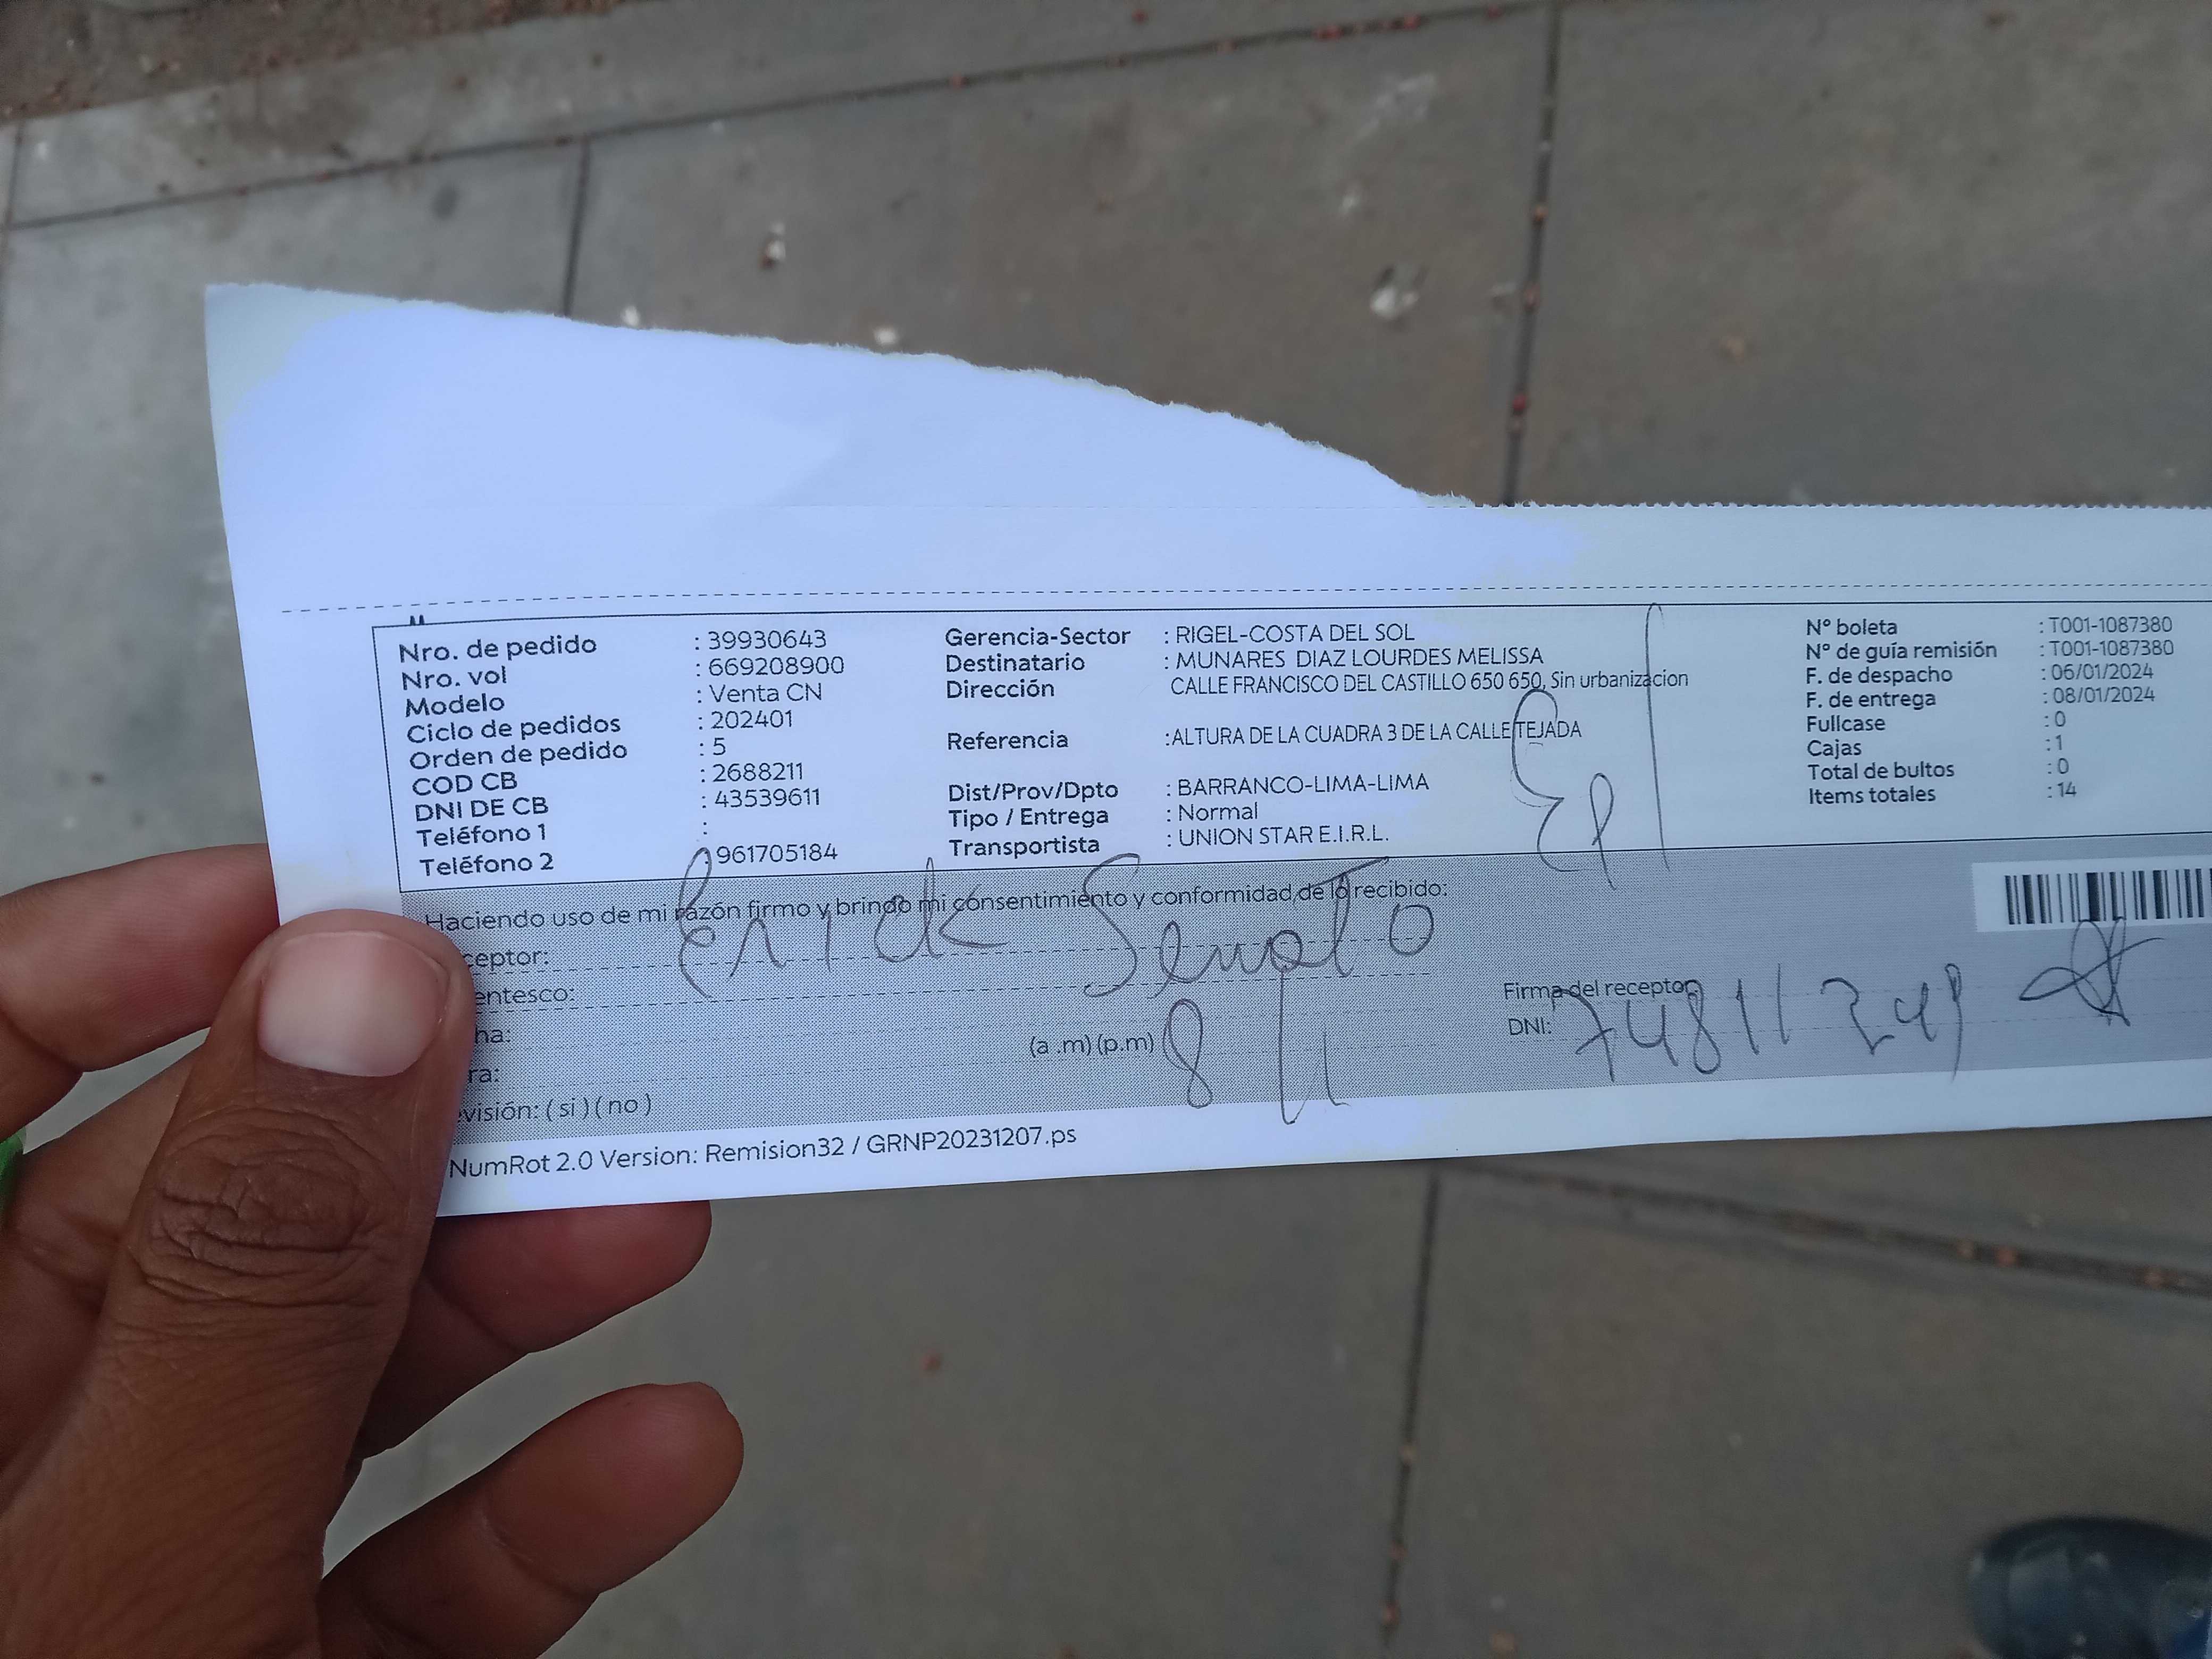 Nro. de pedido : 39930643
Nro. vol : 669208900
Modelo : Venta CN
Ciclo de pedidos : 202401
Orden de pedido : 5
COD CB : 2688211
DNI DE CB : 43539611
Teléfono 1 :
Teléfono 2 : 961705184
Gerencia-Sector : RIGEL-COSTA DEL SOL
Destinatario : MUNARES DIAZ LOURDES MELISSA
Dirección CALLE FRANCISCO DEL CASTILLO 650 650, Sin urbanizacion
Referencia :ALTURA DE LA CUADRA 3 DE LA CALLE TEJADA
Dist/Prov/Dpto : BARRANCO-LIMA-LIMA
Tipo / Entrega : Normal
Transportista : UNION STAR E.I.R.L.
N° boleta : T001-1087380
N° de guía remisión : T001-1087380
F. de despacho : 06/01/2024
F. de entrega : 08/01/2024
Fullcase : 0
Cajas : 1
Total de bultos : 0
Items totales : 14
Haciendo uso de mi razón firmo y brindo mi consentimiento y conformidad de lo recibido:
ceptor: Erick
entesco:
ha:
ra: (a .m) (p.m) 8/1
visión: ( si ) ( no )
Firma del receptor
DNI:
NumRot 2.0 Version: Remision32 / GRNP20231207.ps